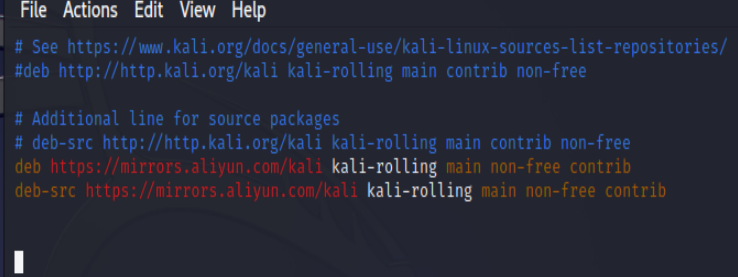 File Actions Edit View Help
# See https://www.kali.org/docs/general-use/kali-linux-sources-list-repositories/
#deb http://http.kali.org/kali kali-rolling main contrib non-free
# Additional line for source packages
# deb-src http://http.kali.org/kali kali-rolling main contrib non-free
deb https://mirrors.aliyun.com/kali kali-rolling main non-free contrib
deb-src https://mirrors.aliyun.com/kali kali-rolling main non-free contrib